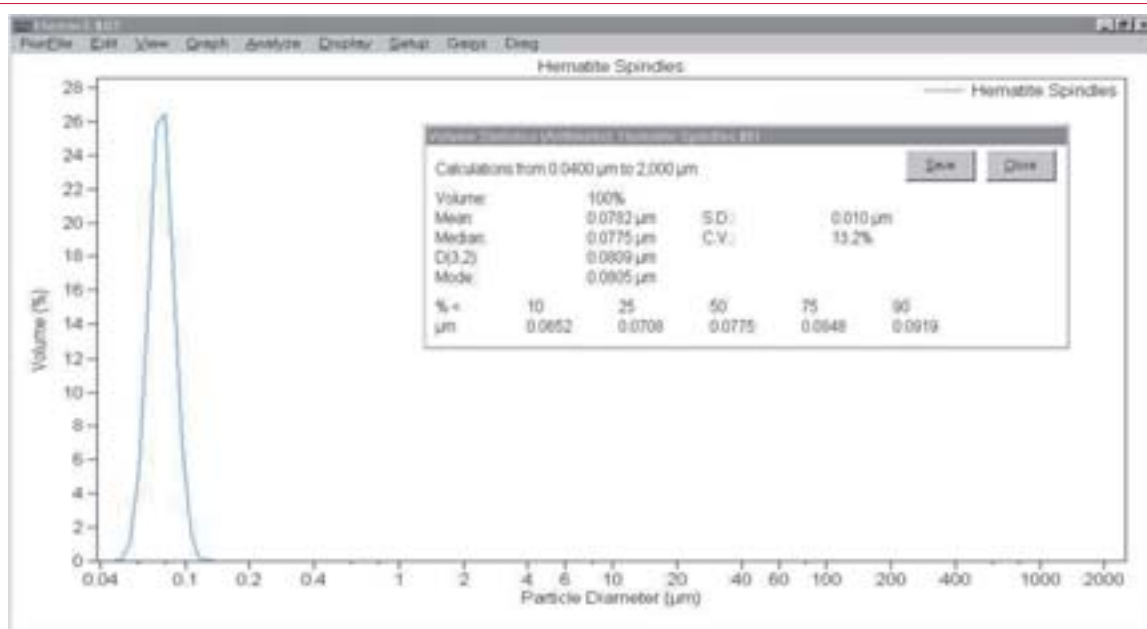 Edit View Graph Analyze Display Setup
Hematite Spindles
Hematite Spindles
28
26
24
22
20
18
16
14
12
10
8
6
4
2
0
Volume (%)
Calculations from 0.0400 µm to 2,000 µm
Save Close
Volume: 100%
Mean: 0.0782 µm S.D.: 0.010 µm
Median: 0.0775 µm C.V.: 13.2%
D(3,2) 0.0809 µm
Mode: 0.0805 µm
% < 10 25 50 75 90
µm 0.0652 0.0708 0.0775 0.0848 0.0919
0.04 0.1 0.2 0.4 1 2 4 6 10 20 40 60 100 200 400 1000 2000
Particle Diameter (µm)